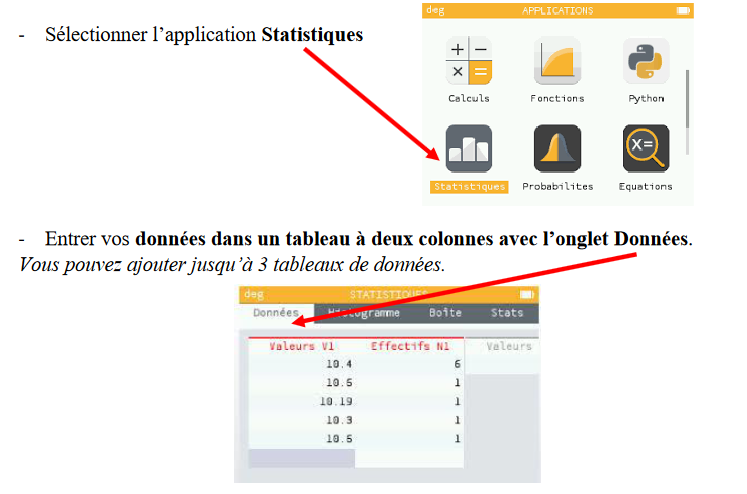 - Sélectionner l'application Statistiques
deg APPLICATIONS
+ −
× =
X=
Calculs Fonctions Python
Statistiques Probabilites Equations
- Entrer vos données dans un tableau à deux colonnes avec l'onglet Données.
Vous pouvez ajouter jusqu'à 3 tableaux de données.
deg STATISTIQUES
Données Histogramme Boîte Stats
Valeurs V1 Effectifs N1 Valeurs
10.4 6
10.5 1
10.19 1
10.3 1
10.6 1